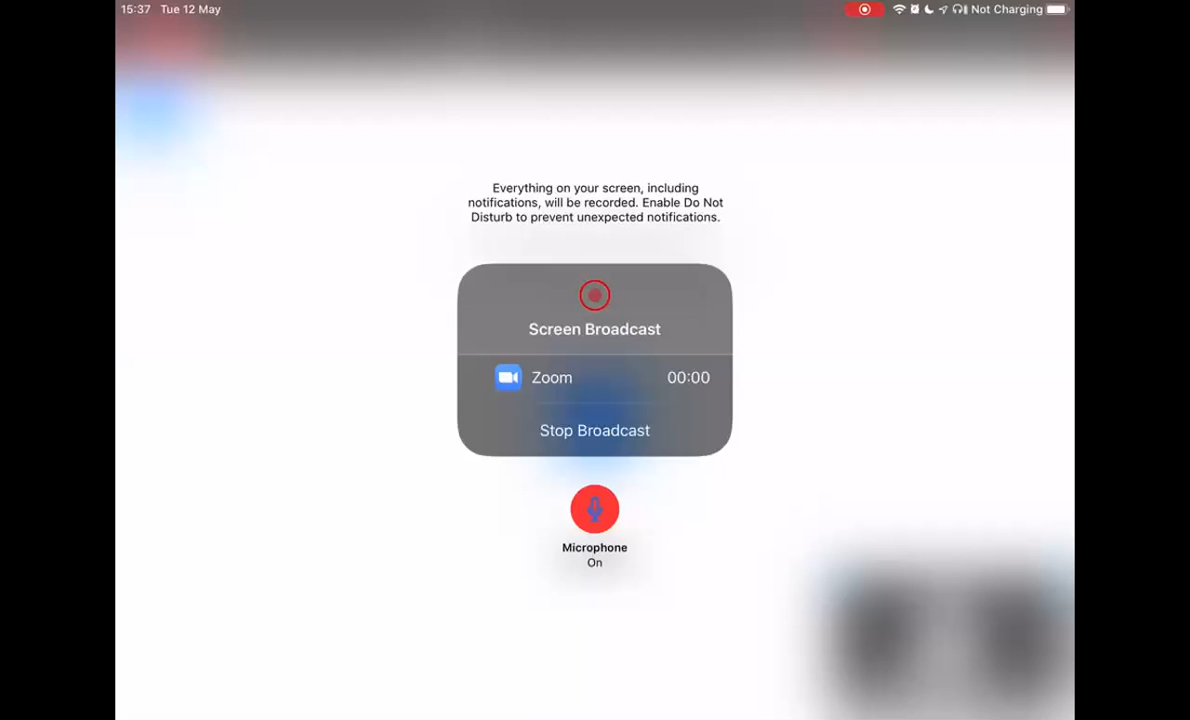 15:37 Tue 12 May Not Charging
Everything on your screen, including
notifications, will be recorded. Enable Do Not
Disturb to prevent unexpected notifications.
Screen Broadcast
Zoom 00:00
Stop Broadcast
Microphone
On